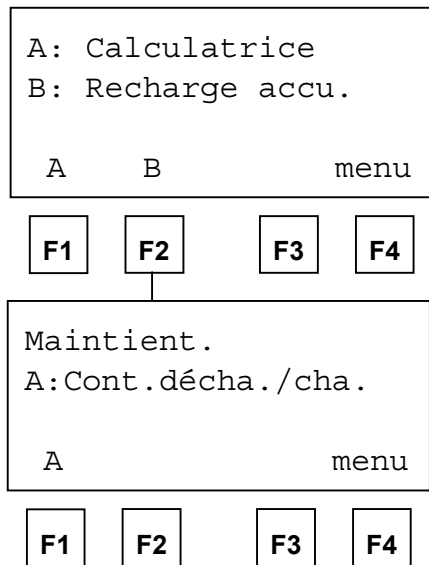 A: Calculatrice
B: Recharge accu.
A B menu
F1 F2 F3 F4
Maintient.
A:Cont.décha./cha.
A menu
F1 F2 F3 F4